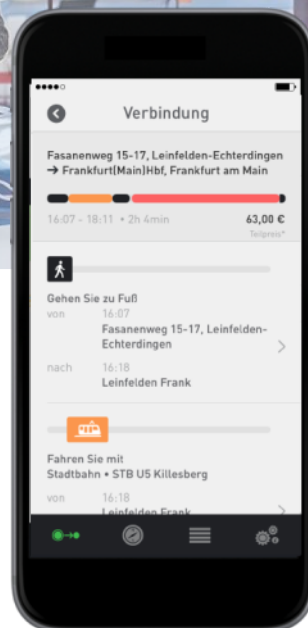 Verbindung
Fasanenweg 15-17, Leinfelden-Echterdingen
→ Frankfurt(Main)Hbf, Frankfurt am Main
16:07 - 18:11 • 2h 4min 63,00 €
Teilpreis*
Gehen Sie zu Fuß
von 16:07
Fasanenweg 15-17, Leinfelden-
Echterdingen
nach 16:18
Leinfelden Frank
Fahren Sie mit
Stadtbahn • STB U5 Killesberg
von 16:18
Leinfelden Frank